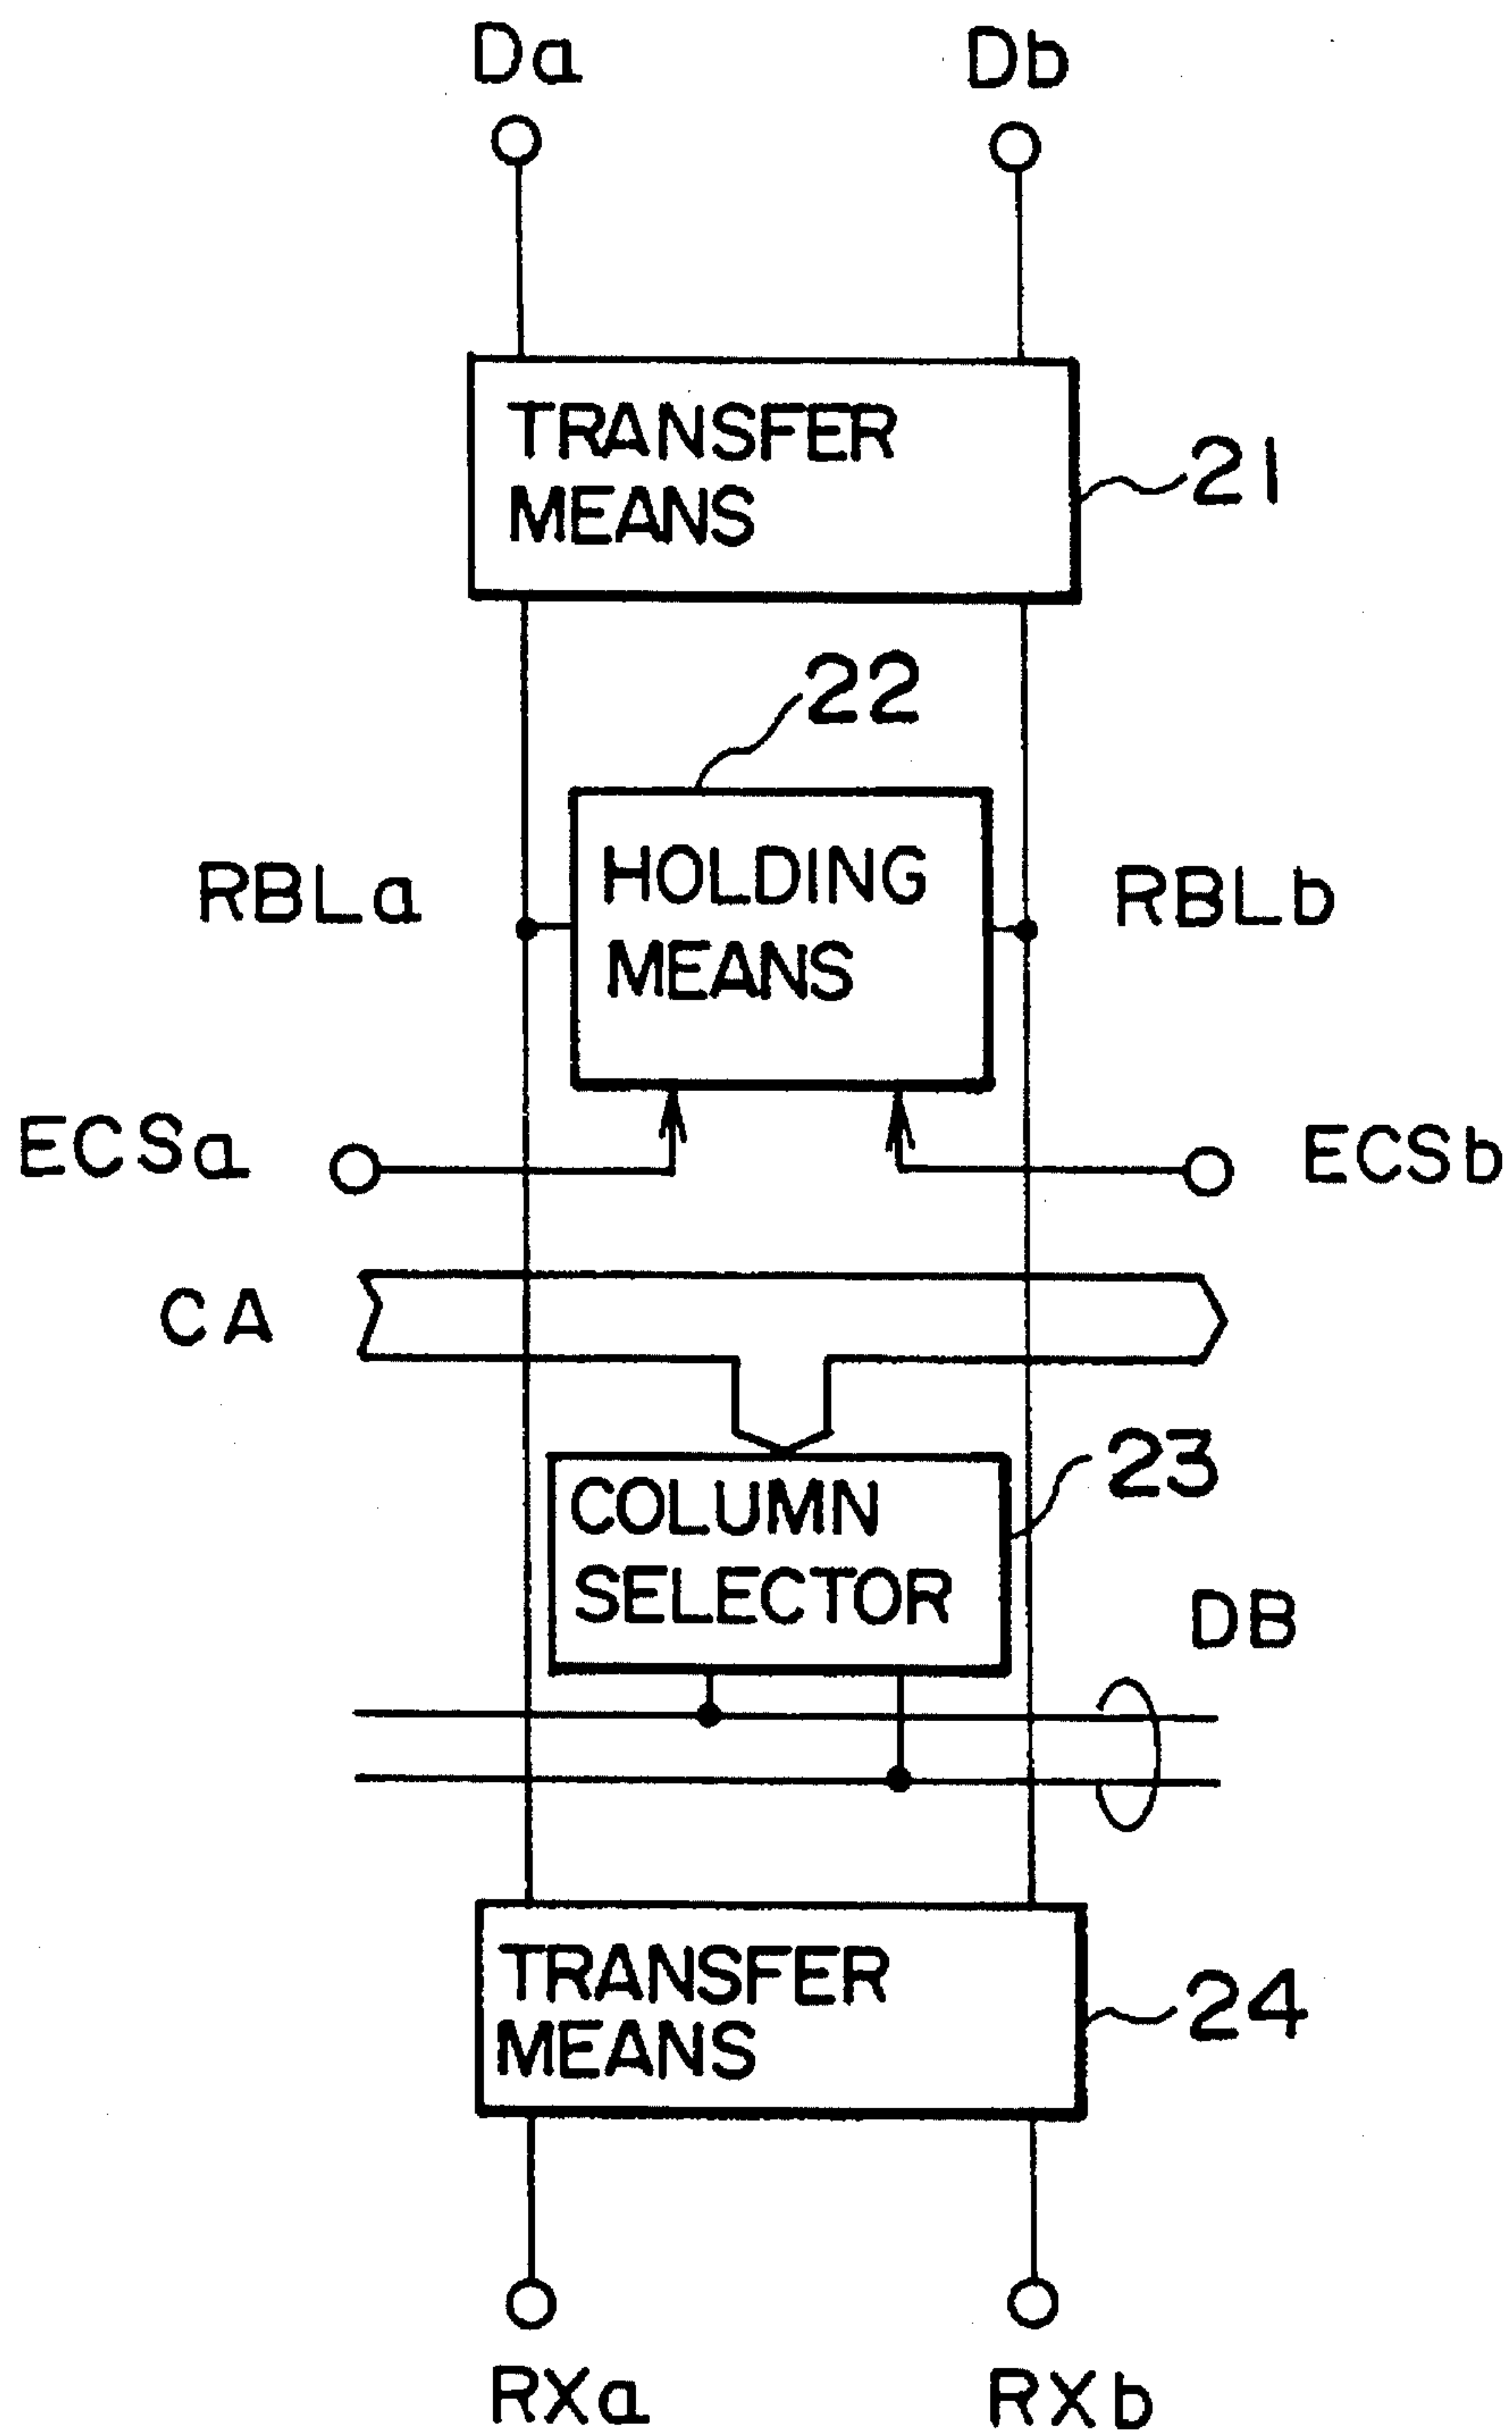 Da
Db
TRANSFER
MEANS
21
22
RBLa
HOLDING
MEANS
RBLb
ECSa
ECSb
CA
COLUMN
SELECTOR
23
DB
TRANSFER
MEANS
24
RXa
RXb